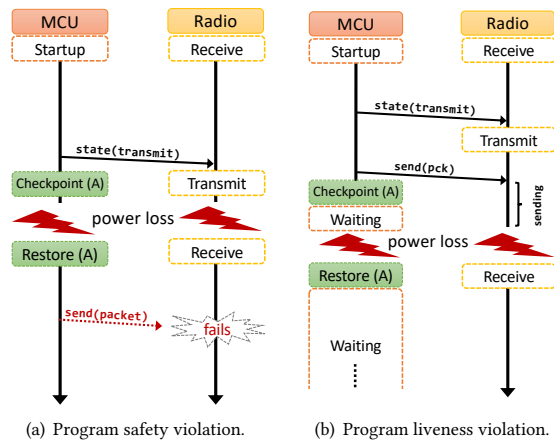 MCU
Radio
Startup
Receive
state(transmit)
Checkpoint (A)
Transmit
power loss
Restore (A)
Receive
send(packet)
fails
(a) Program safety violation.
MCU
Radio
Startup
Receive
state(transmit)
Transmit
send(pck)
Checkpoint (A)
sending
Waiting
power loss
Restore (A)
Receive
Waiting
(b) Program liveness violation.